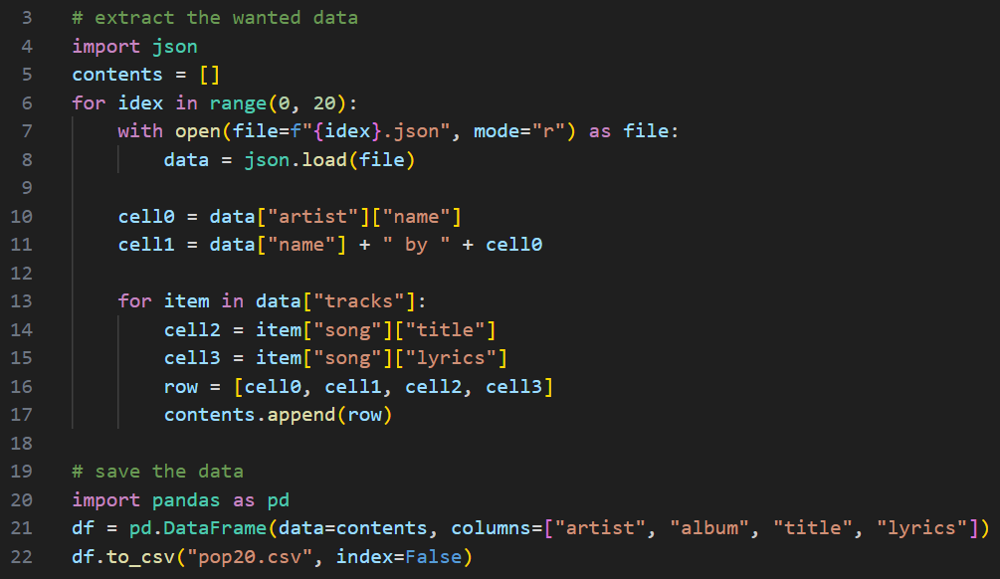 3 # extract the wanted data
4 import json
5 contents = []
6 for idex in range(0, 20):
7     with open(file=f"{idex}.json", mode="r") as file:
8         data = json.load(file)
9
10     cell0 = data["artist"]["name"]
11     cell1 = data["name"] + " by " + cell0
12
13     for item in data["tracks"]:
14         cell2 = item["song"]["title"]
15         cell3 = item["song"]["lyrics"]
16         row = [cell0, cell1, cell2, cell3]
17         contents.append(row)
18
19 # save the data
20 import pandas as pd
21 df = pd.DataFrame(data=contents, columns=["artist", "album", "title", "lyrics"])
22 df.to_csv("pop20.csv", index=False)